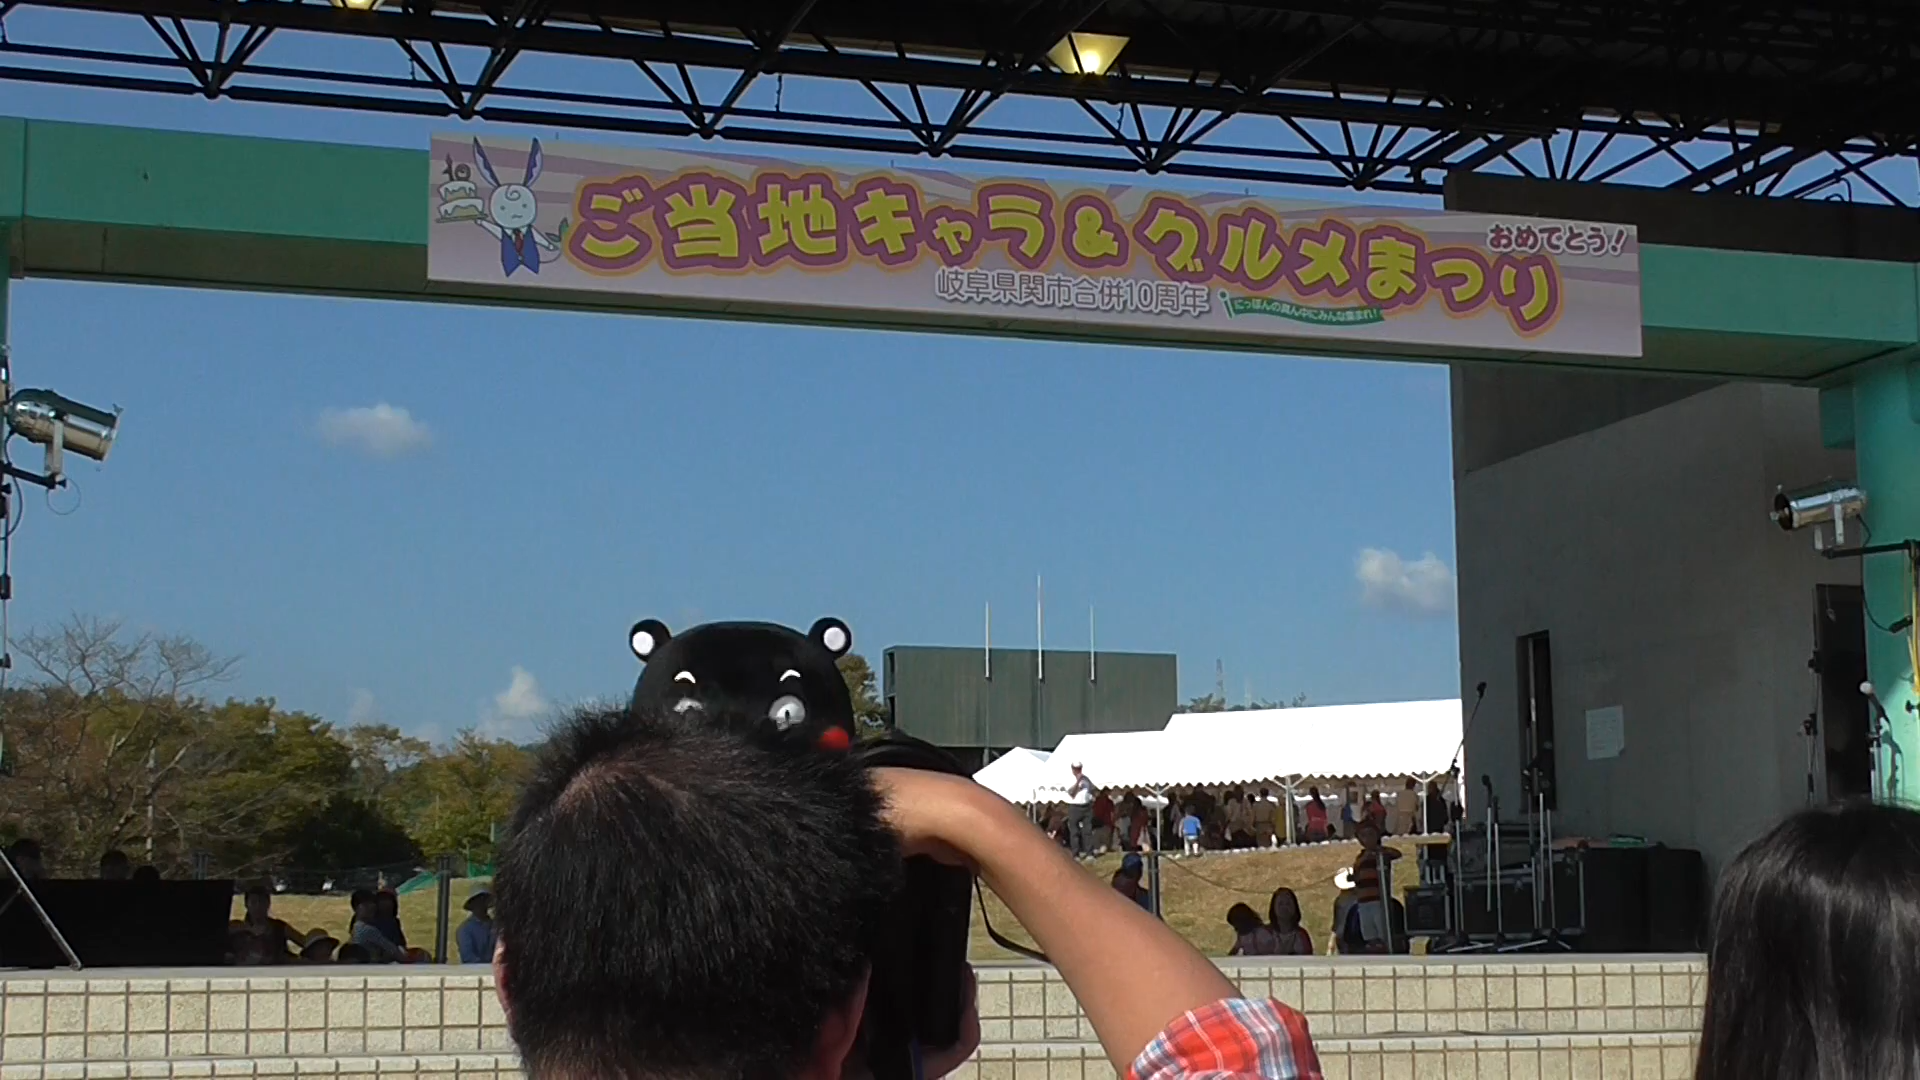 10
ご当地キャラ&グルメまつり
おめでとう!
岐阜県関市合併10周年
にっぽんの真ん中にみんな集まれ!